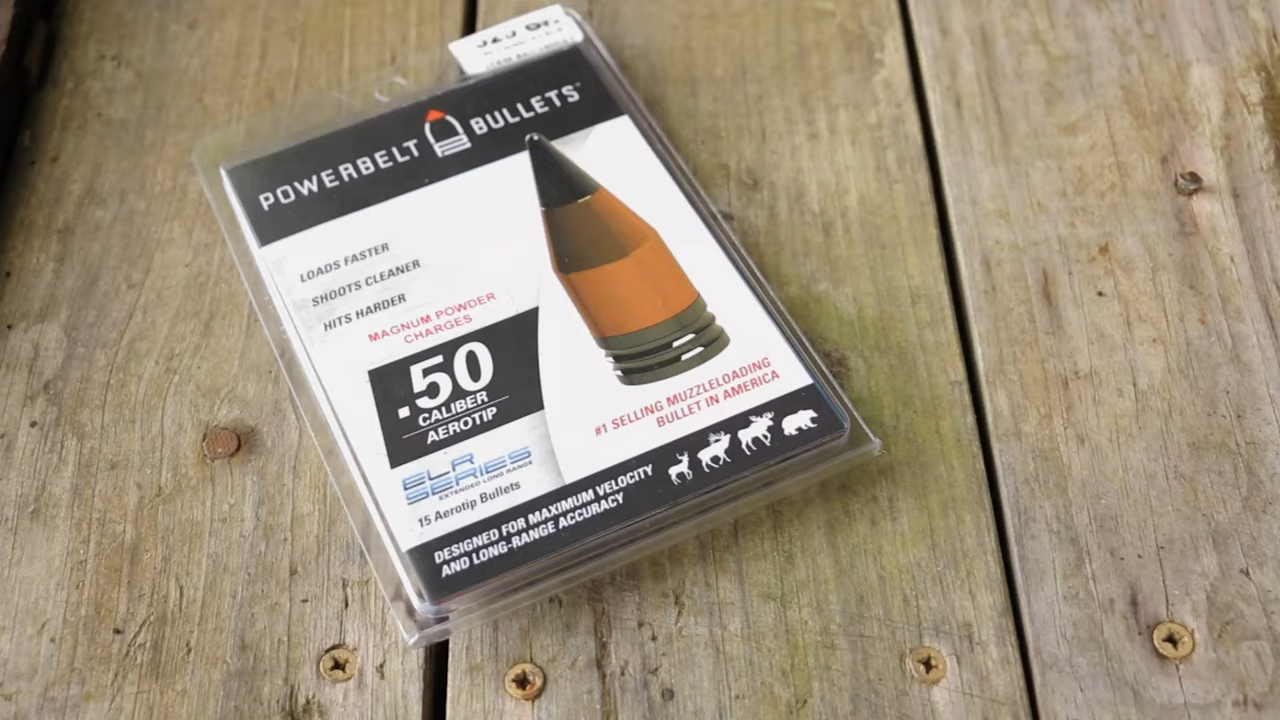 POWERBELT BULLETS™
LOADS FASTER
SHOOTS CLEANER
HITS HARDER
MAGNUM POWDER
CHARGES
.50
CALIBER
AEROTIP
ELR
SERIES
EXTENDED LONG RANGE
15 Aerotip Bullets
#1 SELLING MUZZLELOADING
BULLET IN AMERICA
DESIGNED FOR MAXIMUM VELOCITY
AND LONG-RANGE ACCURACY